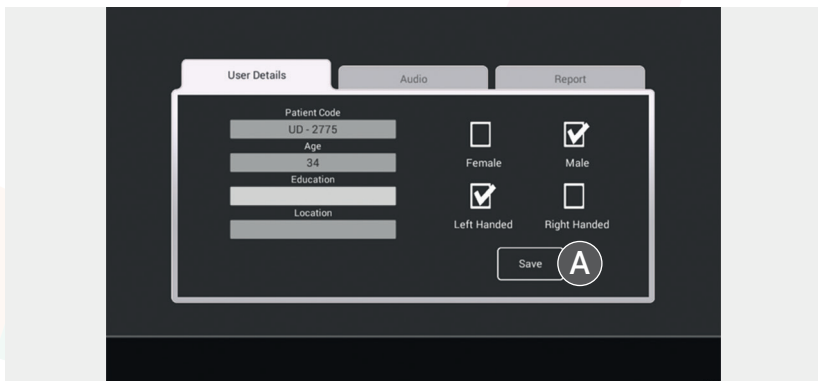 User Details
Audio
Report
Patient Code
UD - 2775
Age
34
Education
Location
Female
Male
Left Handed
Right Handed
Save
A